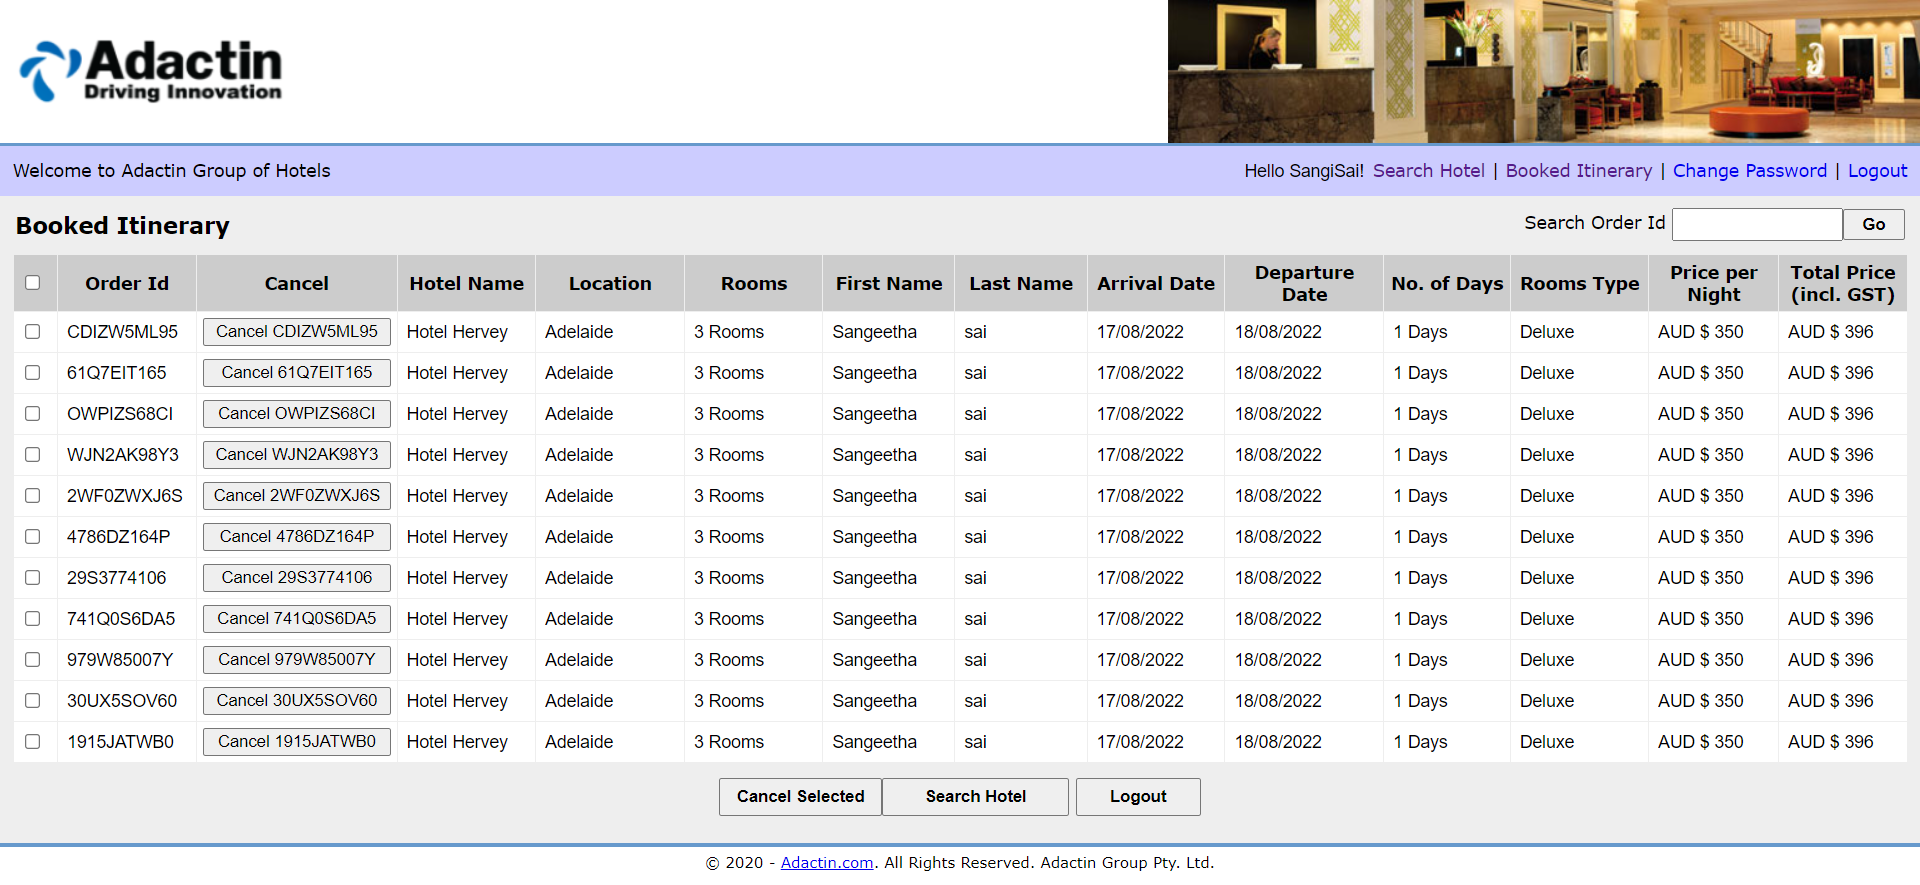 Adactin
Driving Innovation
Welcome to Adactin Group of Hotels
Hello SangiSai! Search Hotel | Booked Itinerary | Change Password | Logout
Booked Itinerary
Search Order Id Go
Order Id Cancel Hotel Name Location Rooms First Name Last Name Arrival Date Departure Date No. of Days Rooms Type Price per Night Total Price (incl. GST)
CDIZW5ML95 Cancel CDIZW5ML95 Hotel Hervey Adelaide 3 Rooms Sangeetha sai 17/08/2022 18/08/2022 1 Days Deluxe AUD $ 350 AUD $ 396
61Q7EIT165 Cancel 61Q7EIT165 Hotel Hervey Adelaide 3 Rooms Sangeetha sai 17/08/2022 18/08/2022 1 Days Deluxe AUD $ 350 AUD $ 396
OWPIZS68CI Cancel OWPIZS68CI Hotel Hervey Adelaide 3 Rooms Sangeetha sai 17/08/2022 18/08/2022 1 Days Deluxe AUD $ 350 AUD $ 396
WJN2AK98Y3 Cancel WJN2AK98Y3 Hotel Hervey Adelaide 3 Rooms Sangeetha sai 17/08/2022 18/08/2022 1 Days Deluxe AUD $ 350 AUD $ 396
2WF0ZWXJ6S Cancel 2WF0ZWXJ6S Hotel Hervey Adelaide 3 Rooms Sangeetha sai 17/08/2022 18/08/2022 1 Days Deluxe AUD $ 350 AUD $ 396
4786DZ164P Cancel 4786DZ164P Hotel Hervey Adelaide 3 Rooms Sangeetha sai 17/08/2022 18/08/2022 1 Days Deluxe AUD $ 350 AUD $ 396
29S3774106 Cancel 29S3774106 Hotel Hervey Adelaide 3 Rooms Sangeetha sai 17/08/2022 18/08/2022 1 Days Deluxe AUD $ 350 AUD $ 396
741Q0S6DA5 Cancel 741Q0S6DA5 Hotel Hervey Adelaide 3 Rooms Sangeetha sai 17/08/2022 18/08/2022 1 Days Deluxe AUD $ 350 AUD $ 396
979W85007Y Cancel 979W85007Y Hotel Hervey Adelaide 3 Rooms Sangeetha sai 17/08/2022 18/08/2022 1 Days Deluxe AUD $ 350 AUD $ 396
30UX5SOV60 Cancel 30UX5SOV60 Hotel Hervey Adelaide 3 Rooms Sangeetha sai 17/08/2022 18/08/2022 1 Days Deluxe AUD $ 350 AUD $ 396
1915JATWB0 Cancel 1915JATWB0 Hotel Hervey Adelaide 3 Rooms Sangeetha sai 17/08/2022 18/08/2022 1 Days Deluxe AUD $ 350 AUD $ 396
Cancel Selected Search Hotel Logout
© 2020 - Adactin.com. All Rights Reserved. Adactin Group Pty. Ltd.